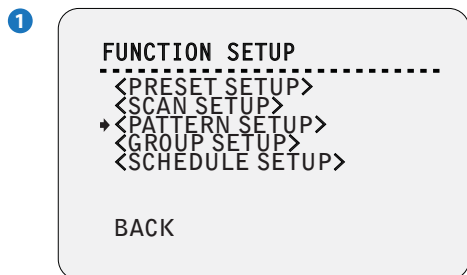 1
FUNCTION SETUP
<PRESET SETUP>
<SCAN SETUP>
<PATTERN SETUP>
<GROUP SETUP>
<SCHEDULE SETUP>
BACK